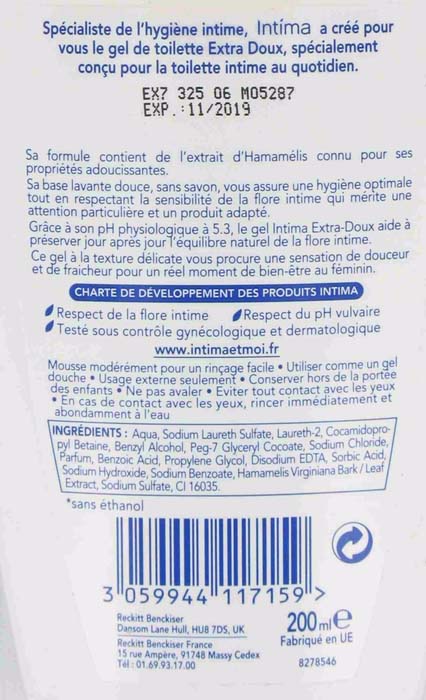 Spécialiste de l'hygiène intime, Intima a créé pour
vous le gel de toilette Extra Doux, spécialement
conçu pour la toilette intime au quotidien.
EX7 325 06 M05287
EXP.:11/2019
Sa formule contient de l'extrait d'Hamamélis connu pour ses
propriétés adoucissantes.
Sa base lavante douce, sans savon, vous assure une hygiène optimale
tout en respectant la sensibilité de la flore intime qui mérite une
attention particulière et un produit adapté.
Grâce à son pH physiologique à 5.3, le gel Intima Extra-Doux aide à
préserver jour après jour l'équilibre naturel de la flore intime.
Ce gel à la texture délicate vous procure une sensation de douceur
et de fraicheur pour un réel moment de bien-être au féminin.
CHARTE DE DÉVELOPPEMENT DES PRODUITS INTIMA
Respect de la flore intime Respect du pH vulvaire
Testé sous contrôle gynécologique et dermatologique
www.intimaetmoi.fr
Mousse modérément pour un rinçage facile • Utiliser comme un gel
douche • Usage externe seulement • Conserver hors de la portée
des enfants • Ne pas avaler • Eviter tout contact avec les yeux
• En cas de contact avec les yeux, rincer immédiatement et
abondamment à l'eau
INGRÉDIENTS : Aqua, Sodium Laureth Sulfate, Laureth-2, Cocamidopro-
pyl Betaine, Benzyl Alcohol, Peg-7 Glyceryl Cocoate, Sodium Chloride,
Parfum, Benzoic Acid, Propylene Glycol, Disodium EDTA, Sorbic Acid,
Sodium Hydroxide, Sodium Benzoate, Hamamelis Virginiana Bark / Leaf
Extract, Sodium Sulfate, CI 16035.
*sans éthanol
3 059944 117159 >
Reckitt Benckiser
Dansom Lane Hull, HU8 7DS, UK
Reckitt Benckiser France
15 rue Ampère, 91748 Massy Cedex
Tél : 01.69.93.17.00
200 ml e
Fabriqué en UE
8278546